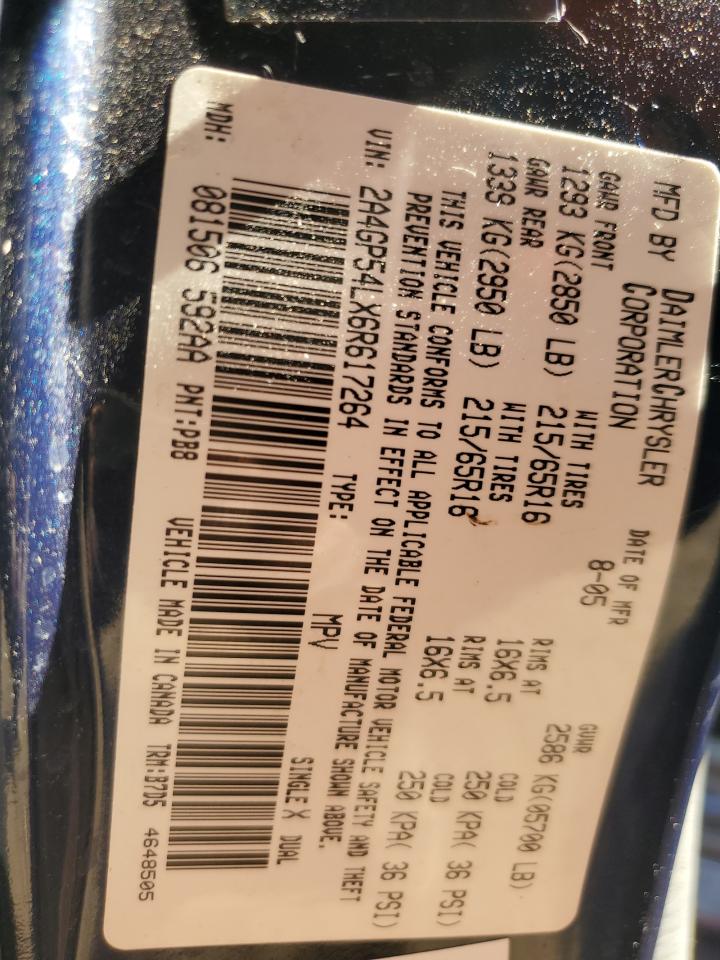 MFD BY DAIMLERCHRYSLER CORPORATION
DATE OF MFR 8-05
GVWR 2586 KG(05700 LB)
GAWR FRONT WITH TIRES RIMS AT COLD
1293 KG(2850 LB) 215/65R16 16X6.5 250 KPA( 36 PSI)
GAWR REAR WITH TIRES RIMS AT COLD
1339 KG(2950 LB) 215/65R16 16X6.5 250 KPA( 36 PSI)
THIS VEHICLE CONFORMS TO ALL APPLICABLE FEDERAL MOTOR VEHICLE SAFETY AND THEFT
PREVENTION STANDARDS IN EFFECT ON THE DATE OF MANUFACTURE SHOWN ABOVE.
VIN: 2A4GP54LX6R617264 TYPE: MPV SINGLE X DUAL
MDH: 081506 592AA PNT:PB8 VEHICLE MADE IN CANADA TRM:B7D5 4648505